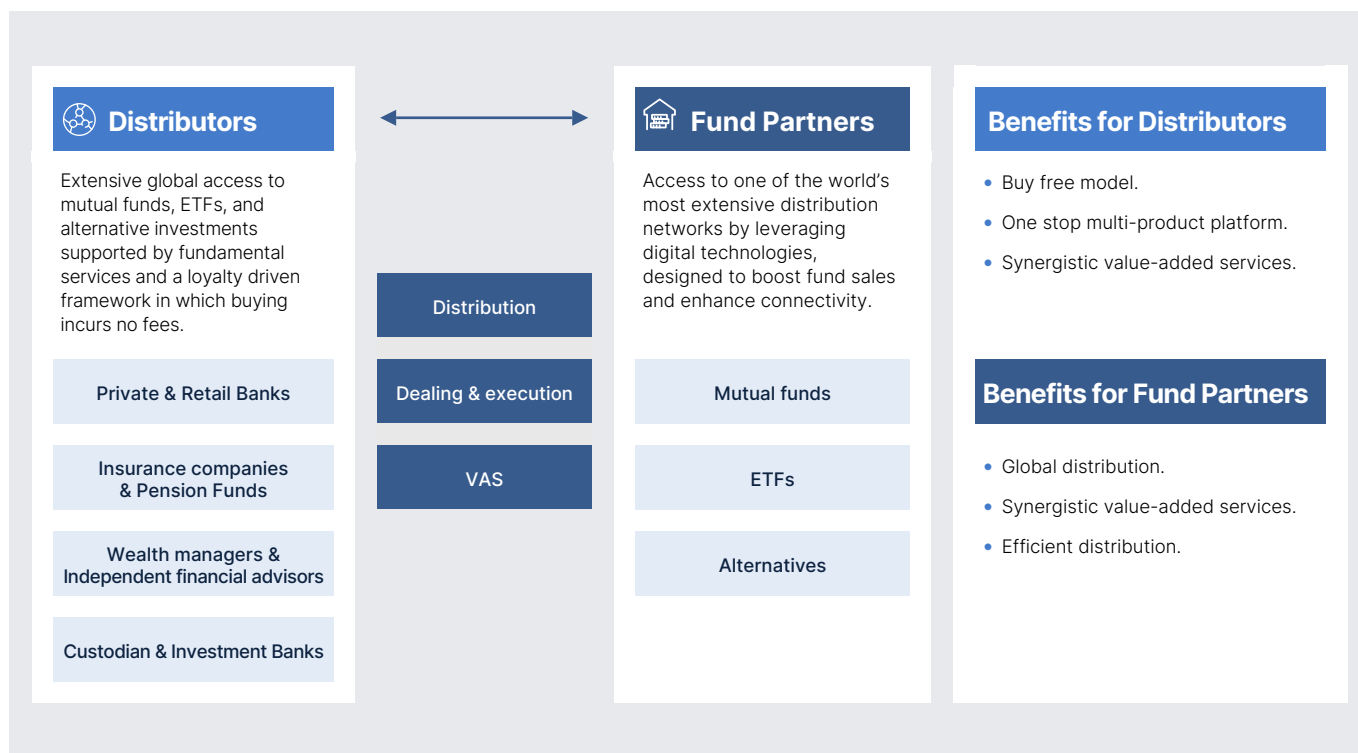 Distributors
Extensive global access to
mutual funds, ETFs, and
alternative investments
supported by fundamental
services and a loyalty driven
framework in which buying
incurs no fees.
Private & Retail Banks
Insurance companies
& Pension Funds
Wealth managers &
Independent financial advisors
Custodian & Investment Banks
Distribution
Dealing & execution
VAS
Fund Partners
Access to one of the world’s
most extensive distribution
networks by leveraging
digital technologies,
designed to boost fund sales
and enhance connectivity.
Mutual funds
ETFs
Alternatives
Benefits for Distributors
• Buy free model.
• One stop multi-product platform.
• Synergistic value-added services.
Benefits for Fund Partners
• Global distribution.
• Synergistic value-added services.
• Efficient distribution.